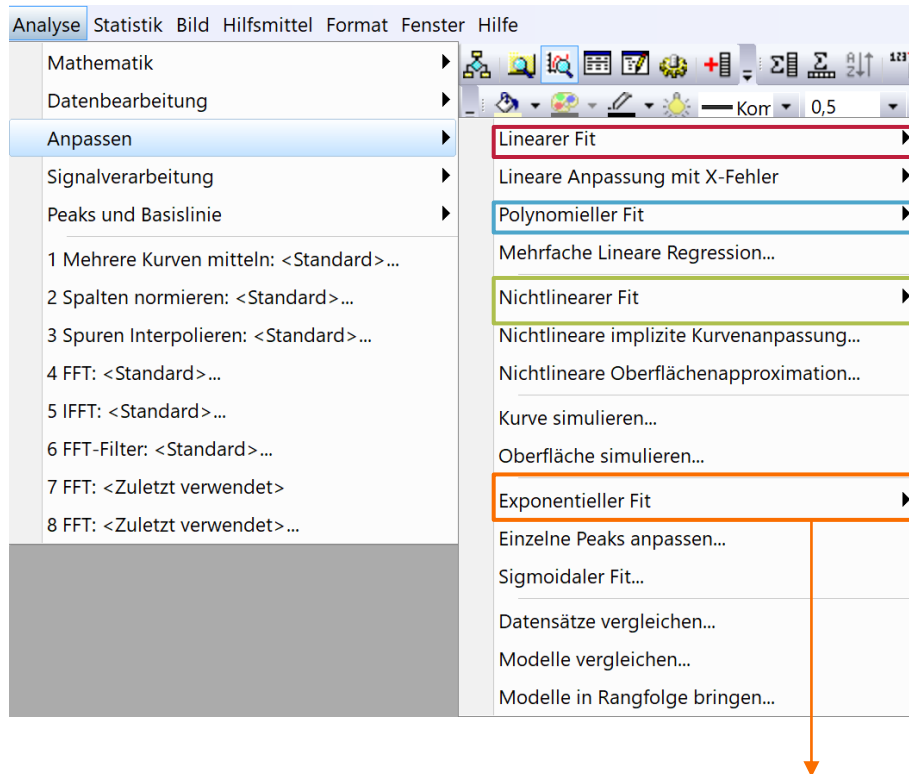 Analyse Statistik Bild Hilfsmittel Format Fenster Hilfe
Mathematik
Datenbearbeitung
Anpassen
Signalverarbeitung
Peaks und Basislinie
1 Mehrere Kurven mitteln: <Standard>...
2 Spalten normieren: <Standard>...
3 Spuren Interpolieren: <Standard>...
4 FFT: <Standard>...
5 IFFT: <Standard>...
6 FFT-Filter: <Standard>...
7 FFT: <Zuletzt verwendet>
8 FFT: <Zuletzt verwendet>...
123
Kor 0,5
Linearer Fit
Lineare Anpassung mit X-Fehler
Polynomieller Fit
Mehrfache Lineare Regression...
Nichtlinearer Fit
Nichtlineare implizite Kurvenanpassung...
Nichtlineare Oberflächenapproximation...
Kurve simulieren...
Oberfläche simulieren...
Exponentieller Fit
Einzelne Peaks anpassen...
Sigmoidaler Fit...
Datensätze vergleichen...
Modelle vergleichen...
Modelle in Rangfolge bringen...